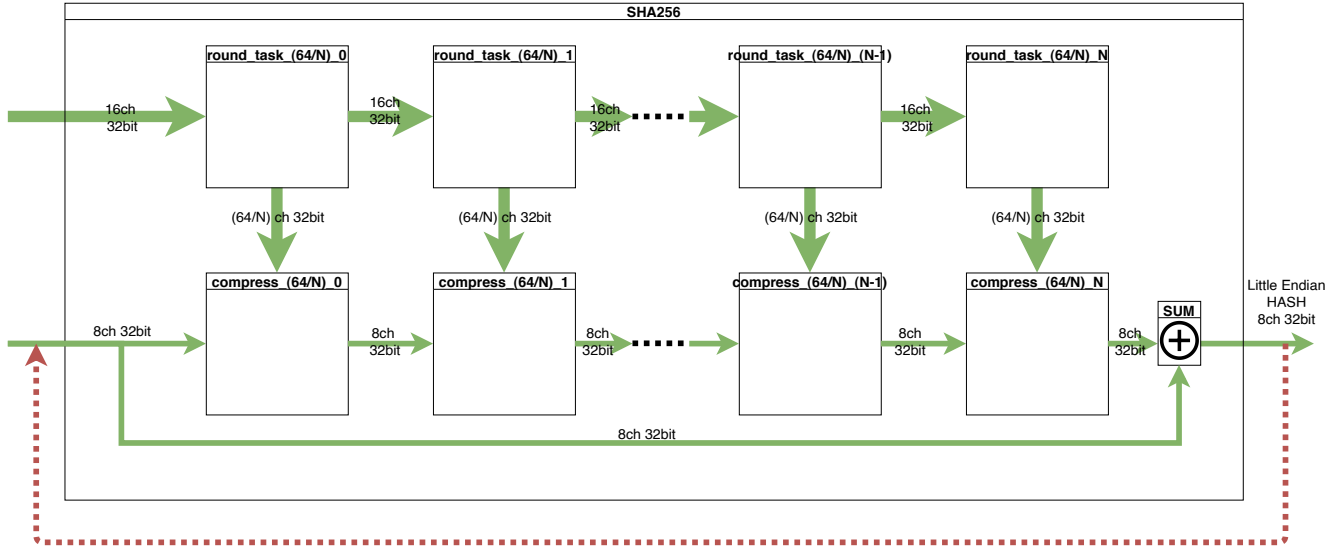 SHA256
round_task_(64/N)_0
round_task_(64/N)_1
round_task_(64/N)_(N-1)
round_task_(64/N)_N
16ch
32bit
16ch
32bit
16ch
32bit
16ch
32bit
(64/N) ch 32bit
(64/N) ch 32bit
(64/N) ch 32bit
(64/N) ch 32bit
compress_(64/N)_0
compress_(64/N)_1
compress_(64/N)_(N-1)
compress_(64/N)_N
Little Endian
HASH
8ch 32bit
SUM
8ch 32bit
8ch
32bit
8ch
32bit
8ch
32bit
8ch
32bit
8ch 32bit